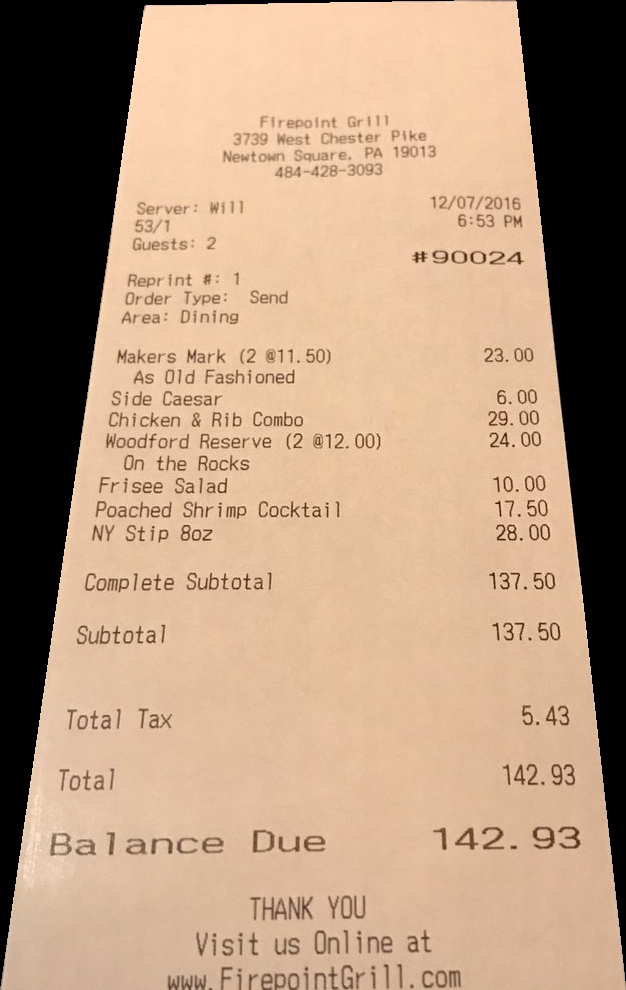 Firepoint Grill
3739 West Chester Pike
Newtown Square, PA 19013
484-428-3093
Server: Will 12/07/2016
53/1 6:53 PM
Guests: 2
#90024
Reprint #: 1
Order Type: Send
Area: Dining
Makers Mark (2 @11.50) 23.00
As Old Fashioned
Side Caesar 6.00
Chicken & Rib Combo 29.00
Woodford Reserve (2 @12.00) 24.00
On the Rocks
Frisee Salad 10.00
Poached Shrimp Cocktail 17.50
NY Stip 8oz 28.00
Complete Subtotal 137.50
Subtotal 137.50
Total Tax 5.43
Total 142.93
Balance Due 142.93
THANK YOU
Visit us Online at
www.FirepointGrill.com